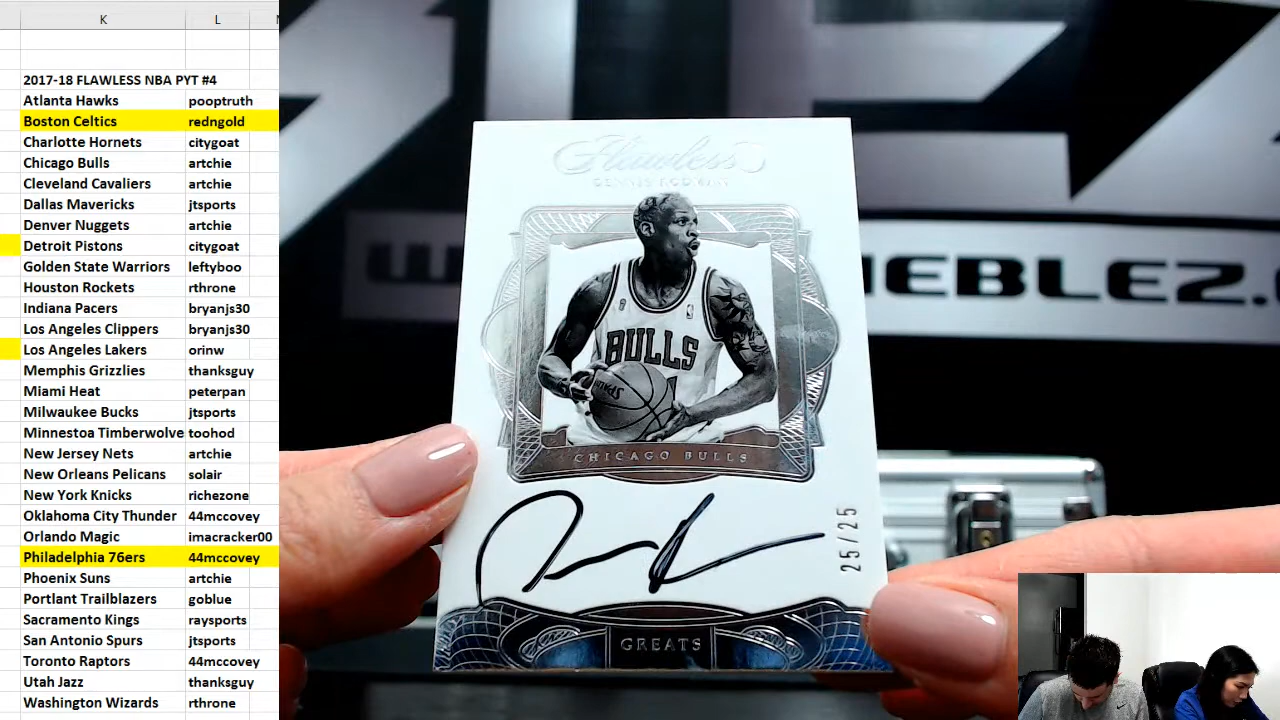 K L
2017-18 FLAWLESS NBA PYT #4
Atlanta Hawks pooptruth
Boston Celtics redngold
Charlotte Hornets citygoat
Chicago Bulls artchie
Cleveland Cavaliers artchie
Dallas Mavericks jtsports
Denver Nuggets artchie
Detroit Pistons citygoat
Golden State Warriors leftyboo
Houston Rockets rthrone
Indiana Pacers bryanjs30
Los Angeles Clippers bryanjs30
Los Angeles Lakers orinw
Memphis Grizzlies thanksguy
Miami Heat peterpan
Milwaukee Bucks jtsports
Minnestoa Timberwolve toohod
New Jersey Nets artchie
New Orleans Pelicans solair
New York Knicks richezone
Oklahoma City Thunder 44mccovey
Orlando Magic imacracker00
Philadelphia 76ers 44mccovey
Phoenix Suns artchie
Portlant Trailblazers goblue
Sacramento Kings raysports
San Antonio Spurs jtsports
Toronto Raptors 44mccovey
Utah Jazz thanksguy
Washington Wizards rthrone
Flawless
DENNIS RODMAN
BULLS
SPALDING
CHICAGO BULLS
25/25
GREATS